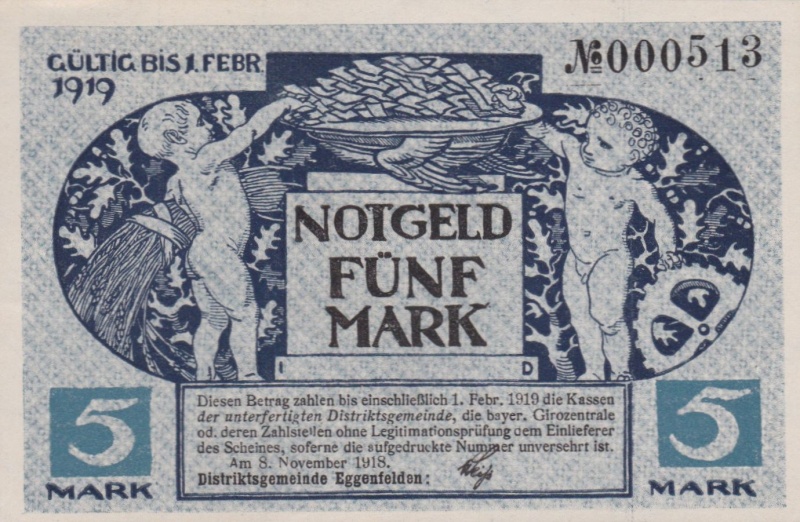 GÜLTIG BIS 1. FEBR.
1919
№ 000513
NOTGELD
FÜNF
MARK
I D
Diesen Betrag zahlen bis einschließlich 1. Febr. 1919 die Kassen
der unterfertigten Distriktsgemeinde, die bayer. Girozentrale
od. deren Zahlstellen ohne Legitimationsprüfung dem Einlieferer
des Scheines, soferne die aufgedruckte Nummer unversehrt ist.
Am 8. November 1918.
Distriktsgemeinde Eggenfelden:
5
MARK
5
MARK